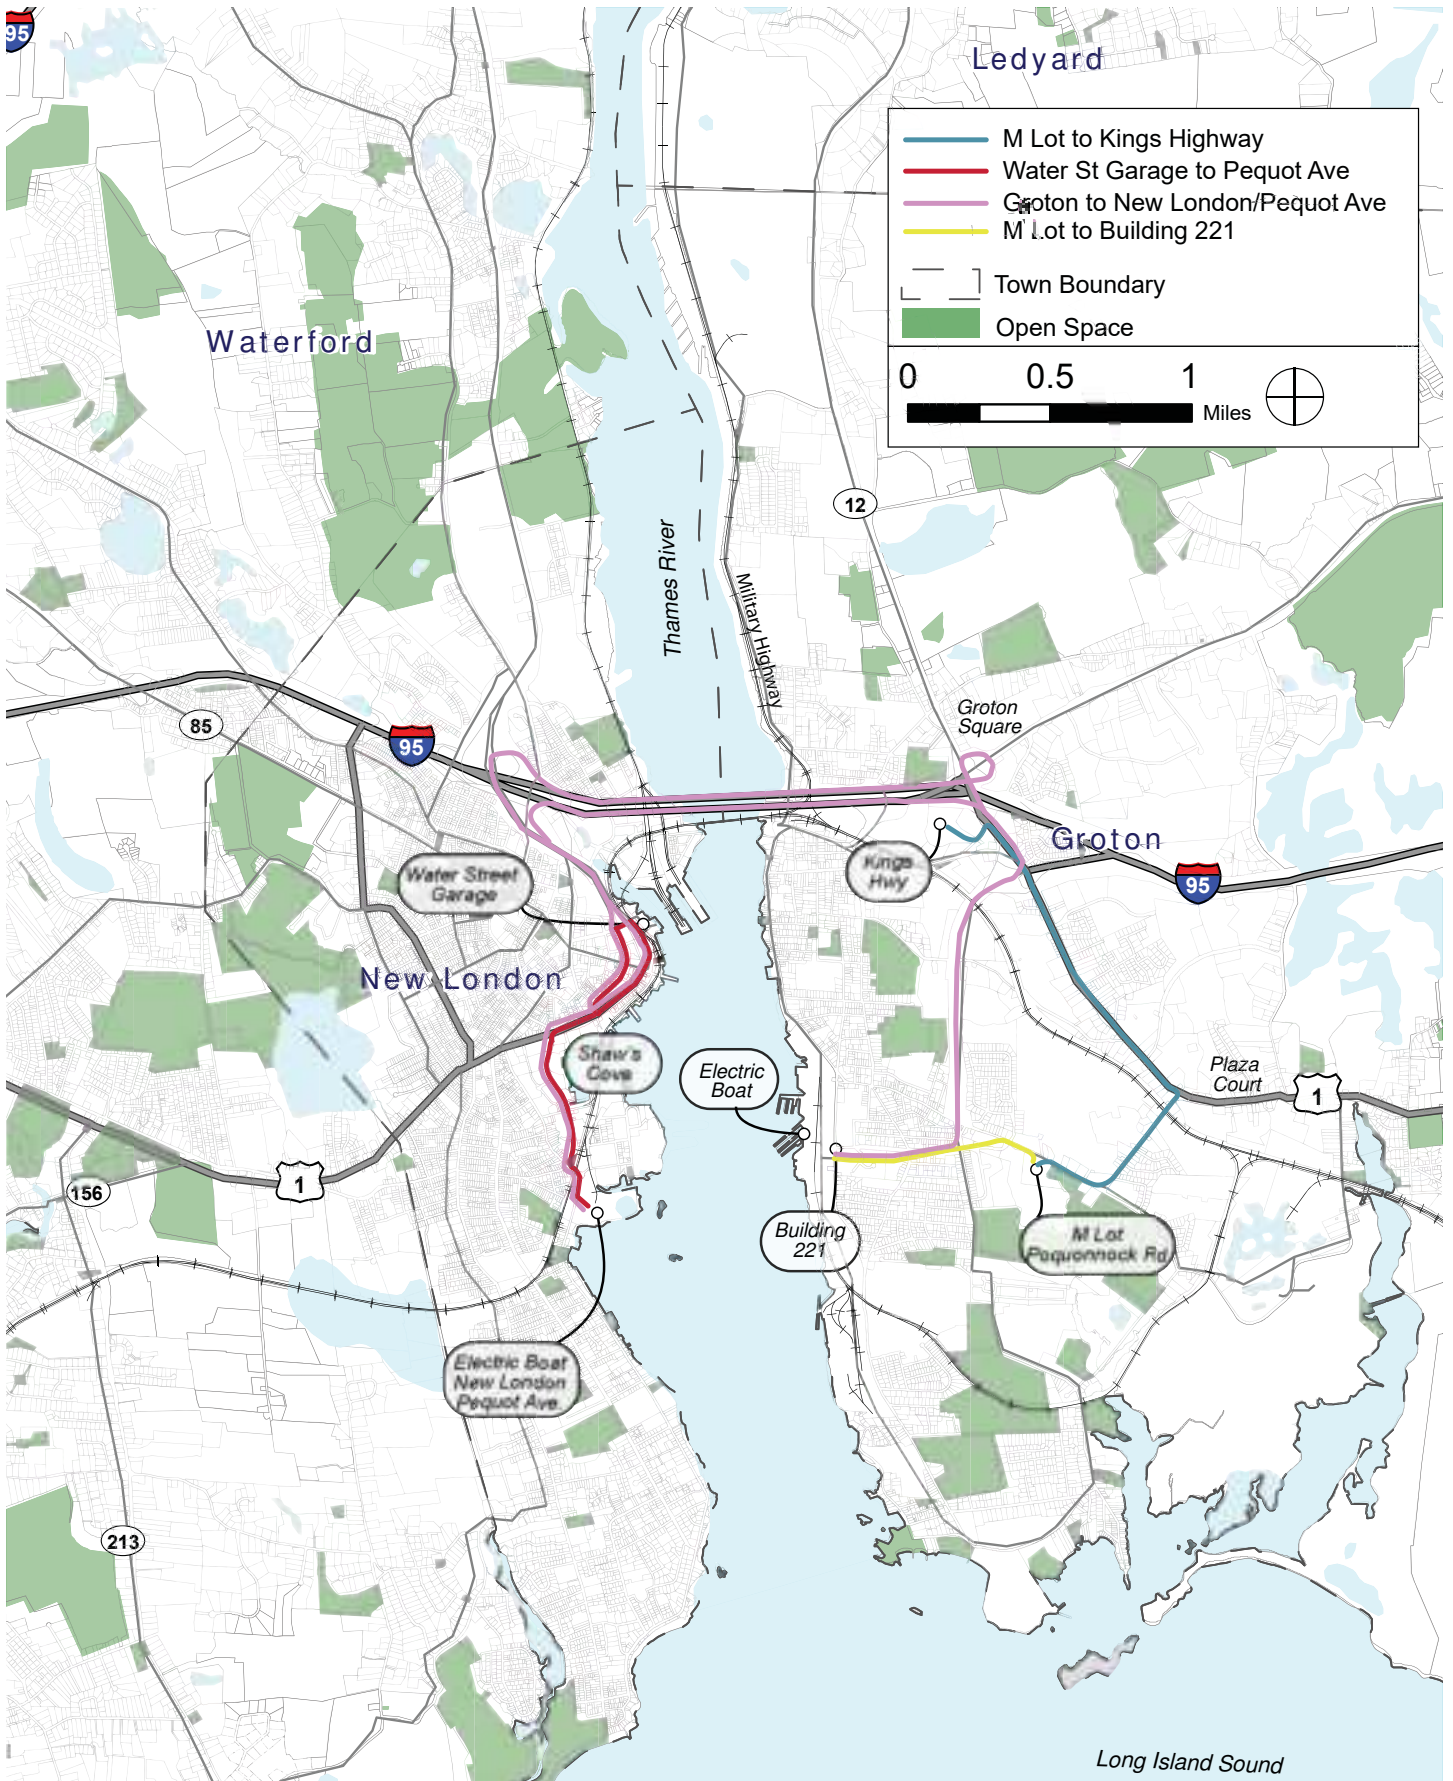 95
Ledyard
M Lot to Kings Highway
Water St Garage to Pequot Ave
Groton to New London/Pequot Ave
M Lot to Building 221
Town Boundary
Open Space
0 0.5 1
Miles
Waterford
12
Thames River
Military Highway
Groton
Square
85
95
Groton
Kings
Hwy
95
Water Street
Garage
New London
Shaw's
Cove
Electric
Boat
Plaza
Court
1
1
156
Building
221
M Lot
Poquonnock Rd
Electric Boat
New London
Pequot Ave.
213
Long Island Sound